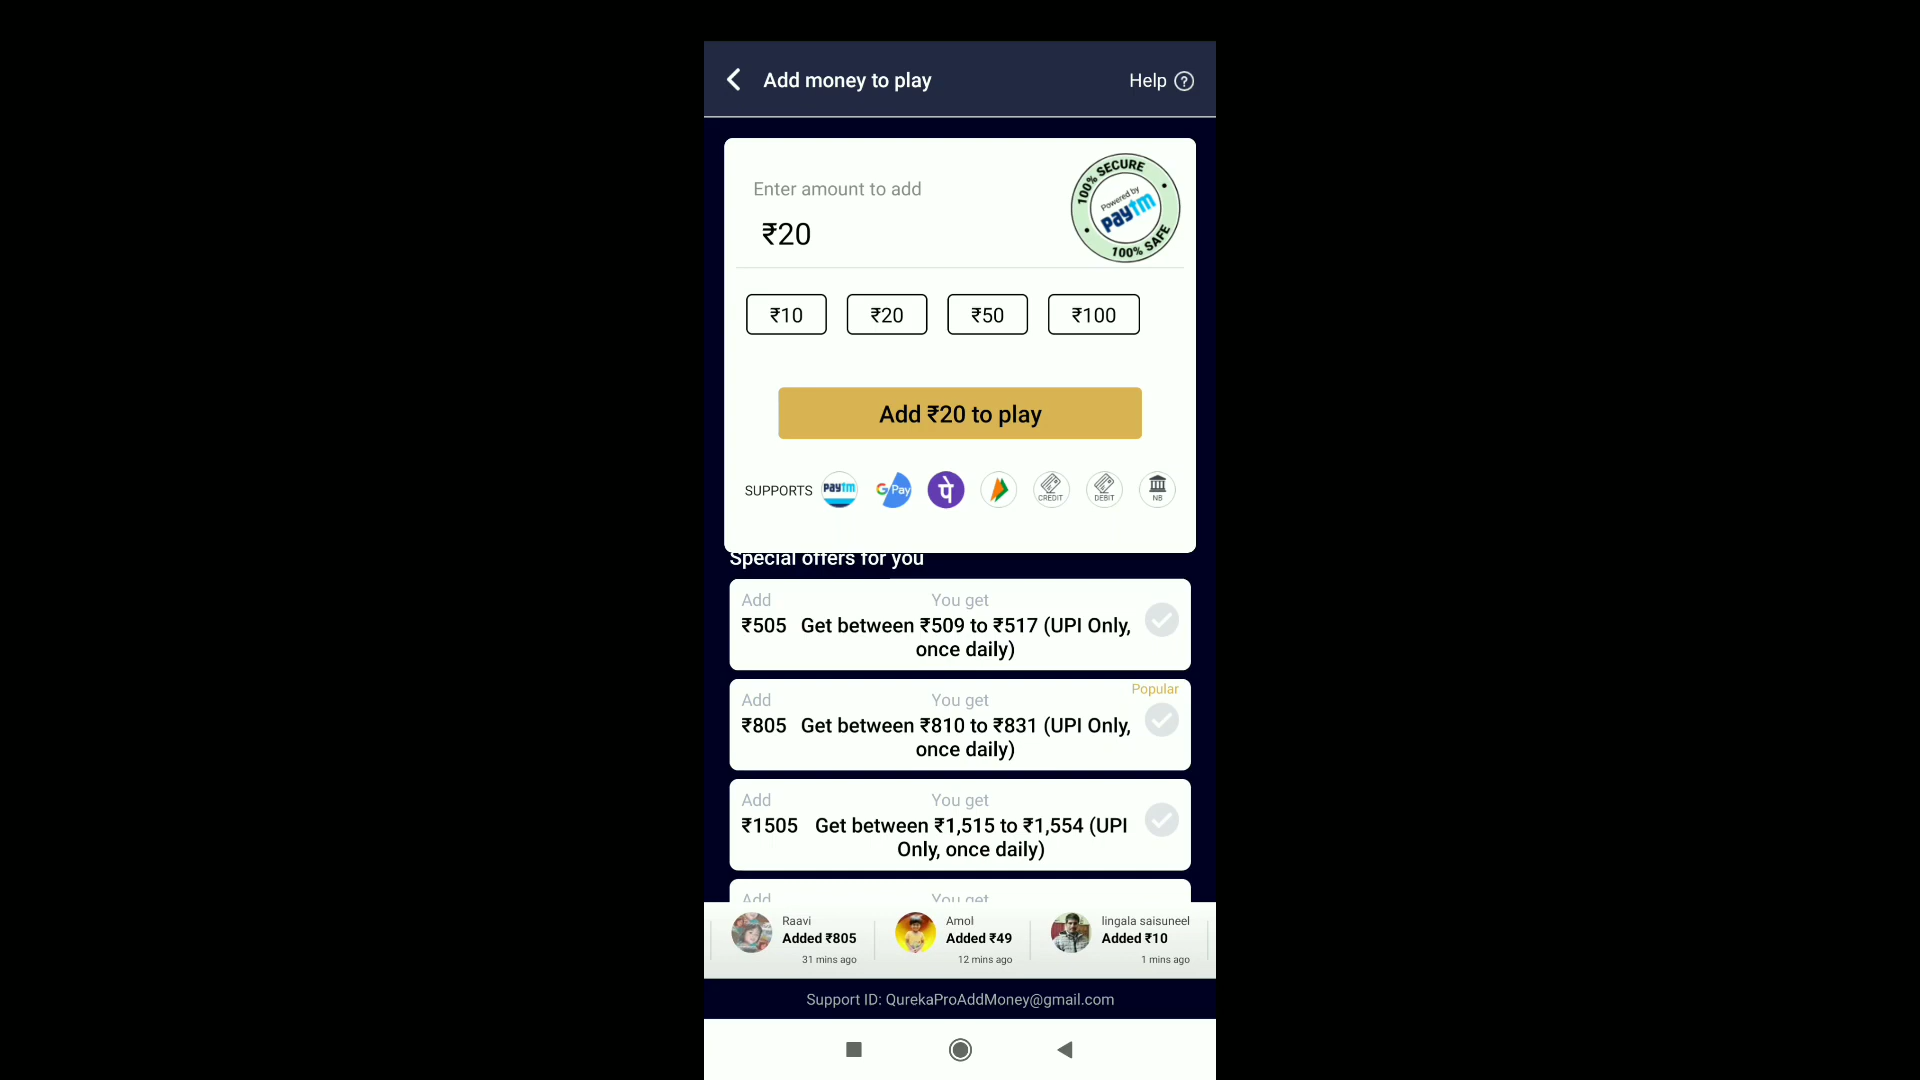 Add money to play
Help ?
Enter amount to add
₹20
100% SECURE
Powered by
paytm
100% SAFE
₹10 ₹20 ₹50 ₹100
Add ₹20 to play
SUPPORTS paytm G Pay पे CREDIT DEBIT NB
Special offers for you
Add You get
₹505 Get between ₹509 to ₹517 (UPI Only,
once daily)
Popular
Add You get
₹805 Get between ₹810 to ₹831 (UPI Only,
once daily)
Add You get
₹1505 Get between ₹1,515 to ₹1,554 (UPI
Only, once daily)
Add You get
Raavi Amol lingala saisuneel
Added ₹805 Added ₹49 Added ₹10
31 mins ago 12 mins ago 1 mins ago
Support ID: QurekaProAddMoney@gmail.com